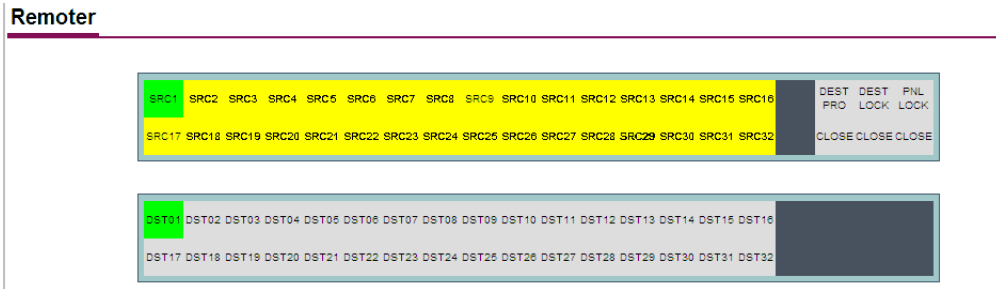 Remoter
SRC1 SRC2 SRC3 SRC4 SRC5 SRC6 SRC7 SRC8 SRC9 SRC10 SRC11 SRC12 SRC13 SRC14 SRC15 SRC16 DEST PRO DEST LOCK PNL LOCK
SRC17 SRC18 SRC19 SRC20 SRC21 SRC22 SRC23 SRC24 SRC25 SRC26 SRC27 SRC28 SRC29 SRC30 SRC31 SRC32 CLOSE CLOSE CLOSE
DST01 DST02 DST03 DST04 DST05 DST06 DST07 DST08 DST09 DST10 DST11 DST12 DST13 DST14 DST15 DST16
DST17 DST18 DST19 DST20 DST21 DST22 DST23 DST24 DST25 DST26 DST27 DST28 DST29 DST30 DST31 DST32